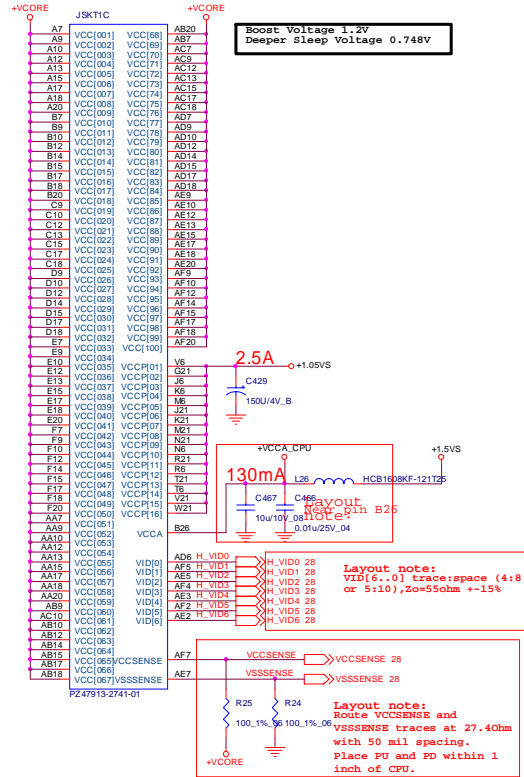 +VCORE
+VCORE
JSKT1C
Boost Voltage 1.2V
Deeper Sleep Voltage 0.748V
A7 VCC[001] VCC[68] AB20
A9 VCC[002] VCC[69] AB7
A10 VCC[003] VCC[70] AC7
A12 VCC[004] VCC[71] AC9
A13 VCC[005] VCC[72] AC12
A15 VCC[006] VCC[73] AC13
A17 VCC[007] VCC[74] AC15
A18 VCC[008] VCC[75] AC17
A20 VCC[009] VCC[76] AC18
B7 VCC[010] VCC[77] AD7
B9 VCC[011] VCC[78] AD9
B10 VCC[012] VCC[79] AD10
B12 VCC[013] VCC[80] AD12
B14 VCC[014] VCC[81] AD14
B15 VCC[015] VCC[82] AD15
B17 VCC[016] VCC[83] AD17
B18 VCC[017] VCC[84] AD18
B20 VCC[018] VCC[85] AE9
C9 VCC[019] VCC[86] AE10
C10 VCC[020] VCC[87] AE12
C12 VCC[021] VCC[88] AE13
C13 VCC[022] VCC[89] AE15
C15 VCC[023] VCC[90] AE17
C17 VCC[024] VCC[91] AE18
C18 VCC[025] VCC[92] AE20
D9 VCC[026] VCC[93] AF9
D10 VCC[027] VCC[94] AF10
D12 VCC[028] VCC[95] AF12
D14 VCC[029] VCC[96] AF14
D15 VCC[030] VCC[97] AF15
D17 VCC[031] VCC[98] AF17
D18 VCC[032] VCC[99] AF18
E7 VCC[033] VCC[100] AF20
E9 VCC[034]
E10 VCC[035] VCCP[01] V6
E12 VCC[036] VCCP[02] G21
E13 VCC[037] VCCP[03] J6
E15 VCC[038] VCCP[04] K6
E17 VCC[039] VCCP[05] M6
E18 VCC[040] VCCP[06] J21
E20 VCC[041] VCCP[07] K21
F7 VCC[042] VCCP[08] M21
F9 VCC[043] VCCP[09] N21
F10 VCC[044] VCCP[10] N6
F12 VCC[045] VCCP[11] R21
F14 VCC[046] VCCP[12] R6
F15 VCC[047] VCCP[13] T21
F17 VCC[048] VCCP[14] T6
F18 VCC[049] VCCP[15] V21
F20 VCC[050] VCCP[16] W21
AA7 VCC[051]
AA9 VCC[052] VCCA B26
AA10 VCC[053]
AA12 VCC[054]
AA13 VCC[055] VID[0] AD6 H_VID0
AA15 VCC[056] VID[1] AF5 H_VID1
AA17 VCC[057] VID[2] AE5 H_VID2
AA18 VCC[058] VID[3] AF4 H_VID3
AA20 VCC[059] VID[4] AE3 H_VID4
AB9 VCC[060] VID[5] AF2 H_VID5
AC10 VCC[061] VID[6] AE2 H_VID6
AB10 VCC[062]
AB12 VCC[063]
AB14 VCC[064]
AB15 VCC[065] VCCSENSE AF7
AB17 VCC[066]
AB18 VCC[067] VSSSENSE AE7
PZ47913-2741-01
2.5A
+1.05VS
C429
150U/4V_B
+VCCA_CPU
+1.5VS
130mA
L26
HCB1608KF-121T25
C467
10u/10V_08
C466
0.01u/25V_04
Layout
Near pin B26
note:
H_VID0 28
H_VID1 28
H_VID2 28
H_VID3 28
H_VID4 28
H_VID5 28
H_VID6 28
Layout note:
VID[6..0] trace:space (4:8
or 5:10),Zo=55ohm +-15%
VCCSENSE
VCCSENSE 28
VSSSENSE
VSSSENSE 28
R25
100_1%_06
R24
100_1%_06
+VCORE
Layout note:
Route VCCSENSE and
VSSSENSE traces at 27.4Ohm
with 50 mil spacing.
Place PU and PD within 1
inch of CPU.